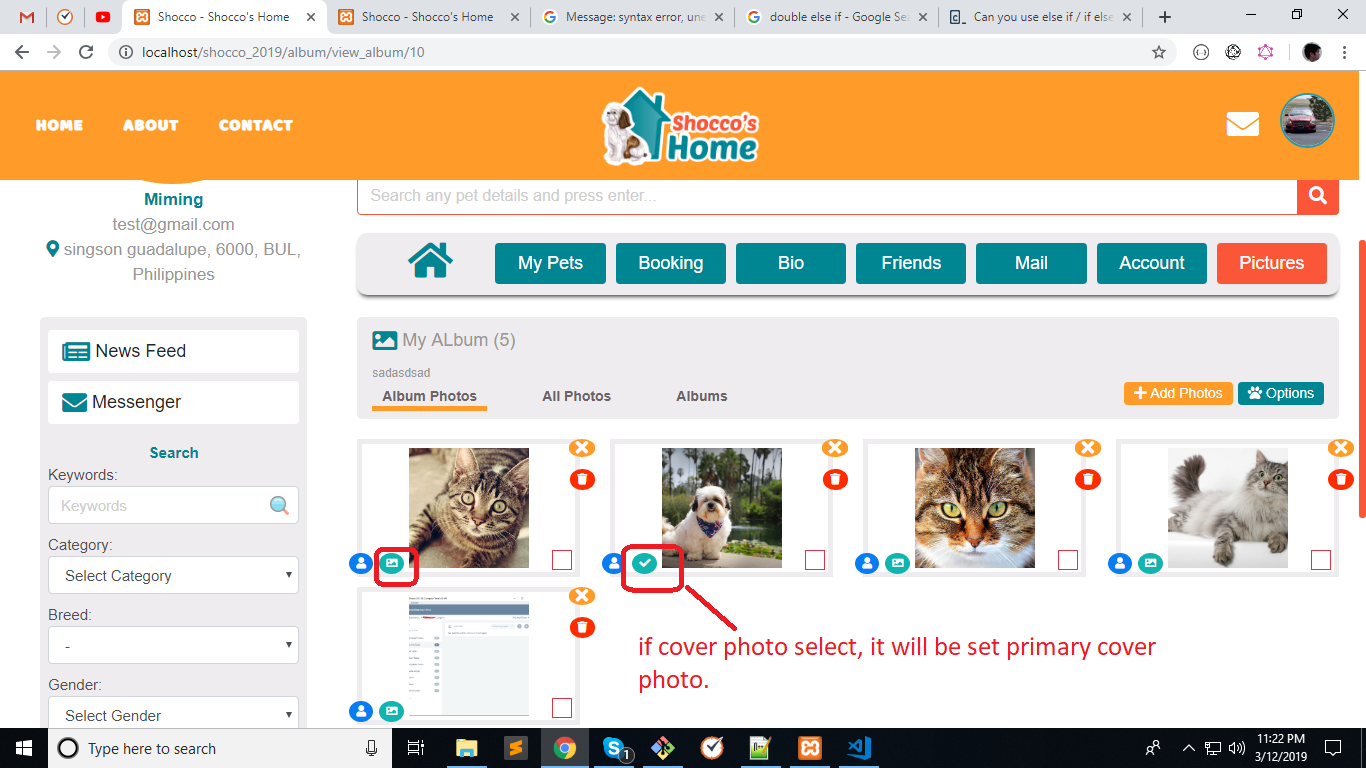 Shocco - Shocco's Home
Shocco - Shocco's Home
Message: syntax error, une
double else if - Google Sea
Can you use else if / if else
localhost/shocco_2019/album/view_album/10
HOME
ABOUT
CONTACT
Shocco's
Home
Miming
test@gmail.com
singson guadalupe, 6000, BUL,
Philippines
Search any pet details and press enter...
My Pets
Booking
Bio
Friends
Mail
Account
Pictures
News Feed
Messenger
Search
Keywords:
Keywords
Category:
Select Category
Breed:
-
Gender:
Select Gender
My ALbum (5)
sadasdsad
Album Photos
All Photos
Albums
Add Photos
Options
if cover photo select, it will be set primary cover
photo.
Type here to search
1
11:22 PM
3/12/2019